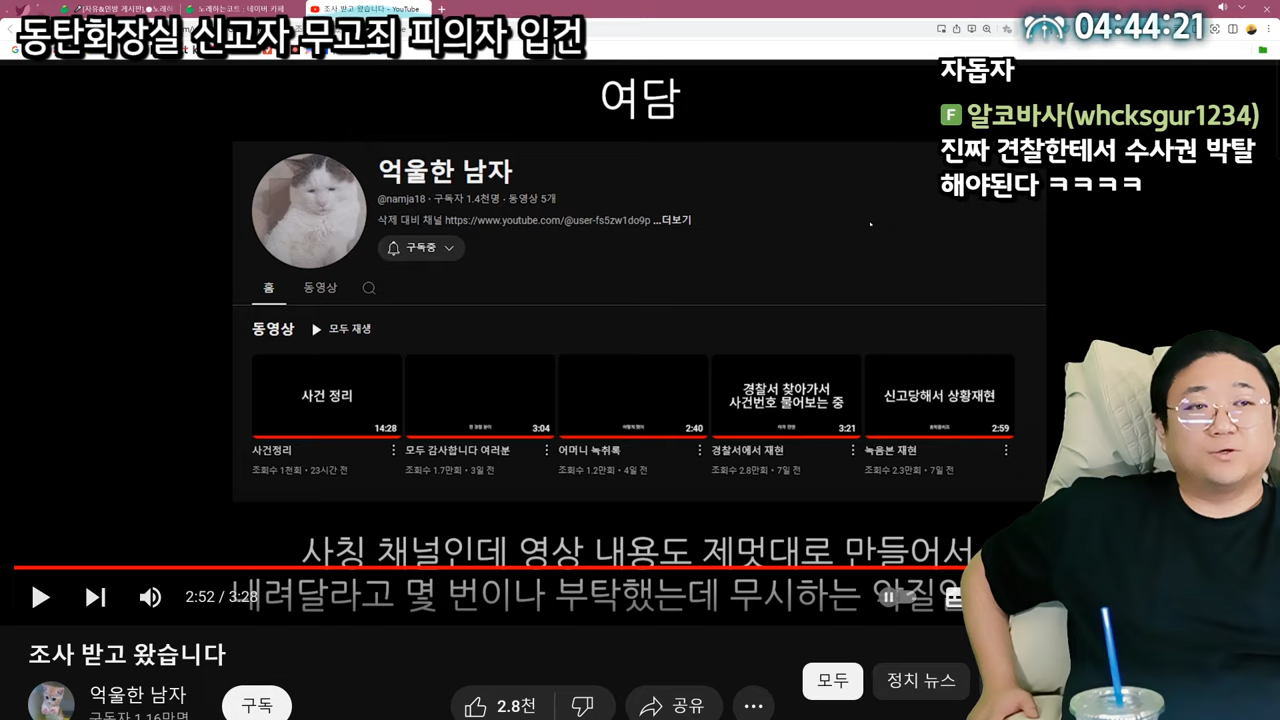 조사 받고 왔습니다 - YouTube
동탄화장실 신고자 무고죄 피의자 입건
04:44:21
자돕자
F 알코바사(whcksgur1234)
진짜 견찰한테서 수사권 박탈
해야된다 ㅋㅋㅋㅋ
여담
억울한 남자
@namja18 · 구독자 1.4천명 · 동영상 5개
삭제 대비 채널 https://www.youtube.com/@user-fs5zw1do9p ...더보기
구독중
홈 동영상
동영상 모두 재생
사건 정리
14:28
3:04
2:40
경찰서 찾아가서
사건번호 물어보는 중
3:21
신고당해서 상황재현
2:59
사건정리
조회수 1천회 · 23시간 전
모두 감사합니다 여러분
조회수 1.7만회 · 3일 전
어머니 녹취록
조회수 1.2만회 · 4일 전
경찰서에서 재현
조회수 2.8만회 · 7일 전
녹음본 재현
조회수 2.3만회 · 7일 전
사칭 채널인데 영상 내용도 제멋대로 만들어서
내려달라고 몇 번이나 부탁했는데 무시하는
2:52 / 3:28
조사 받고 왔습니다
억울한 남자
구독
2.8천
공유
모두
정치 뉴스